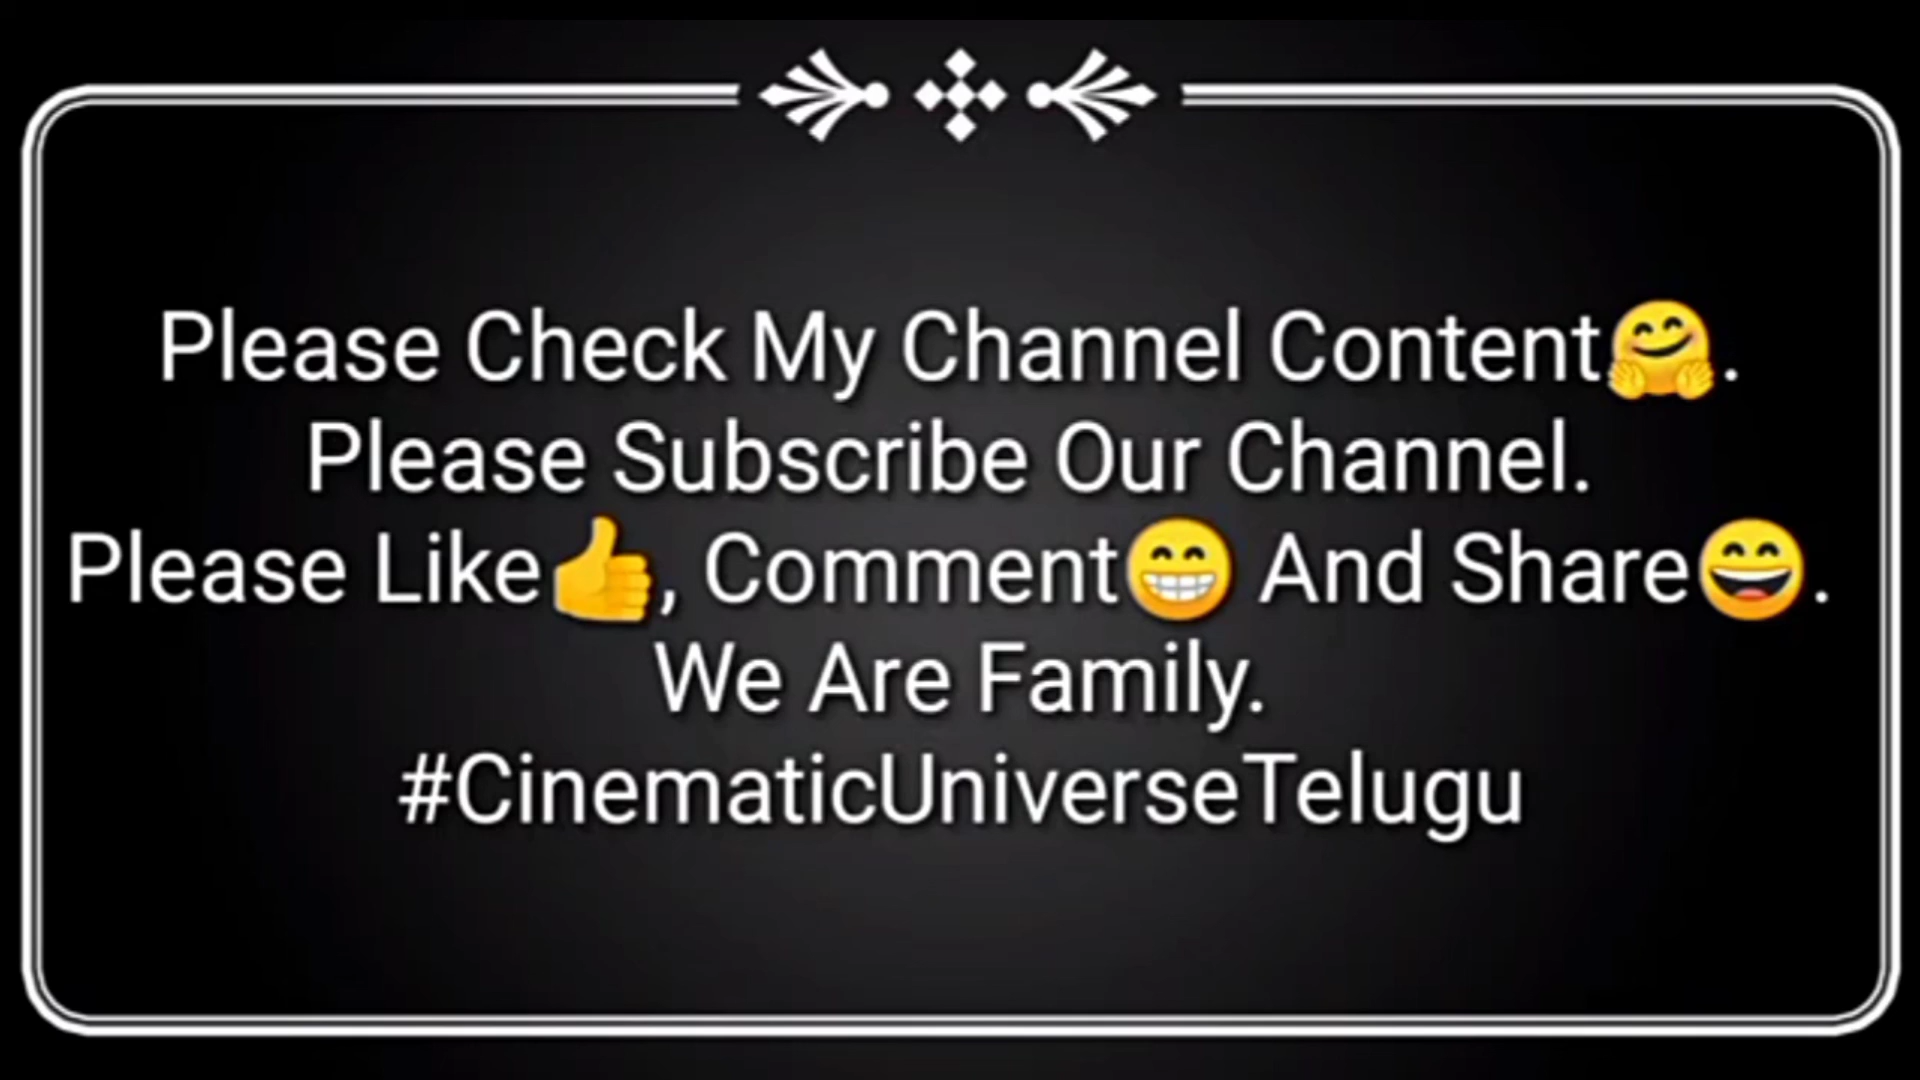 Please Check My Channel Content🤗.
Please Subscribe Our Channel.
Please Like👍, Comment😁 And Share😄.
We Are Family.
#CinematicUniverseTelugu